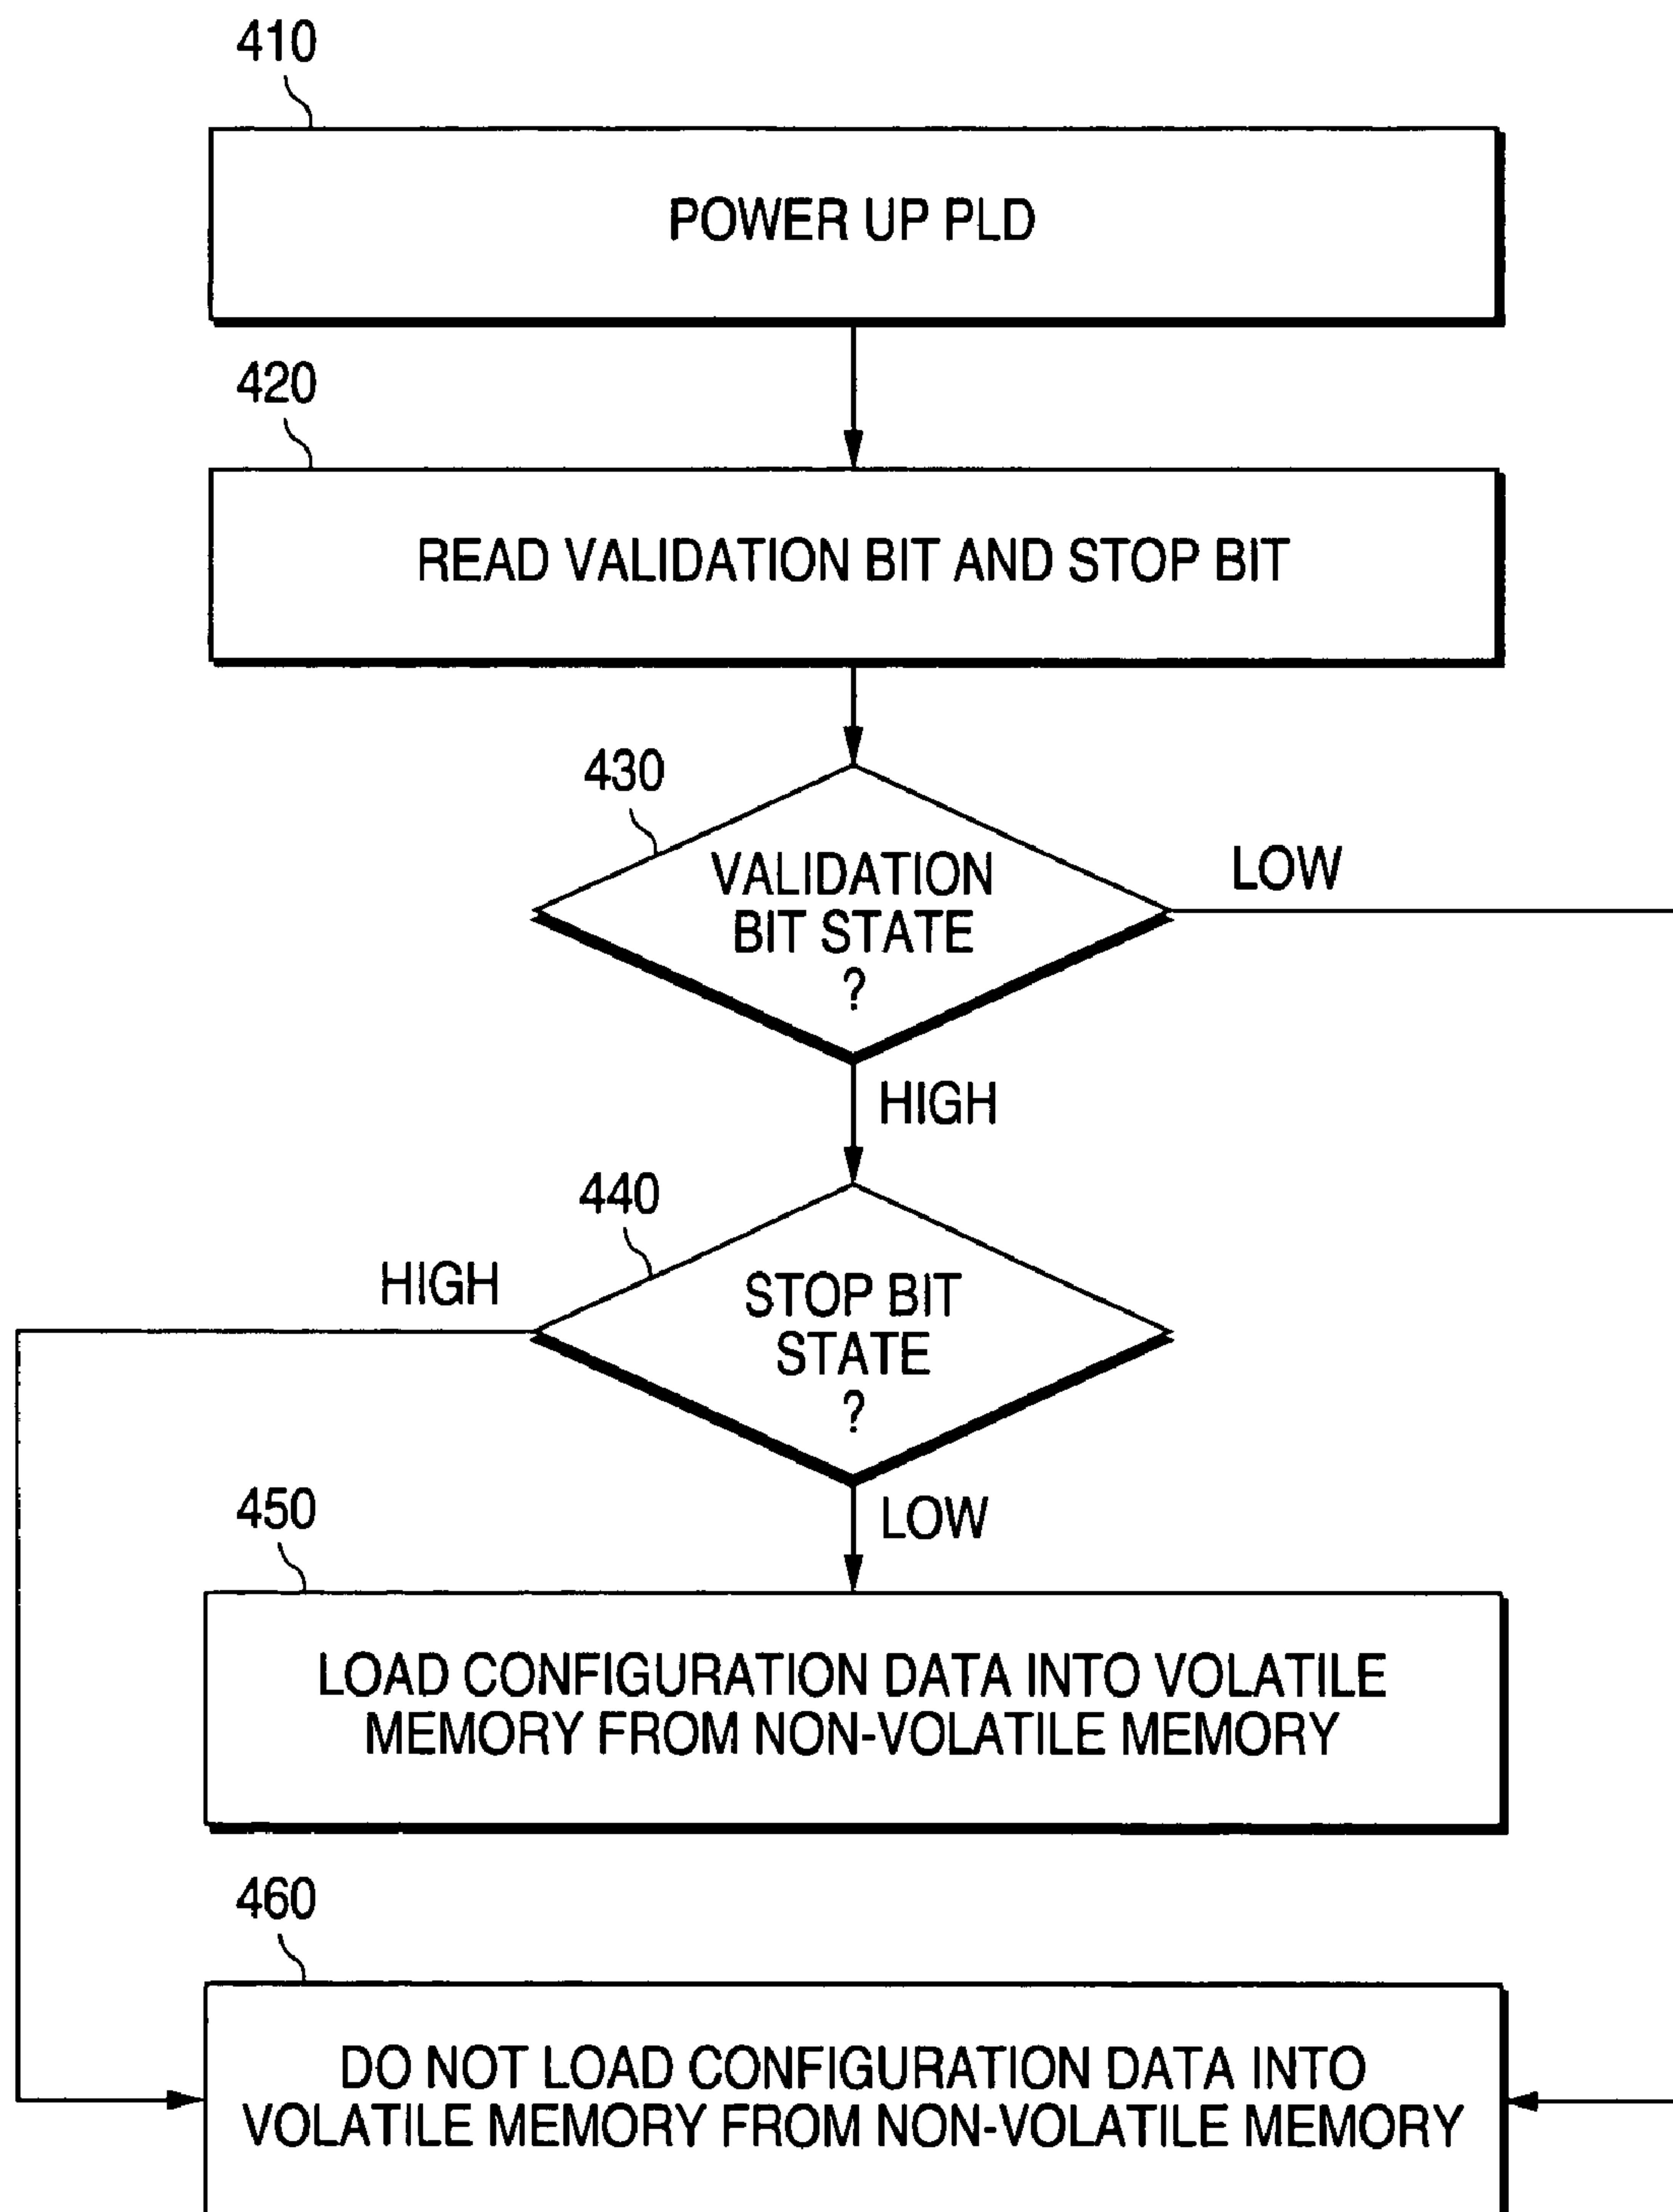 410
POWER UP PLD
420
READ VALIDATION BIT AND STOP BIT
430
VALIDATION
BIT STATE
?
LOW
HIGH
440
HIGH
STOP BIT
STATE
?
LOW
450
LOAD CONFIGURATION DATA INTO VOLATILE
MEMORY FROM NON-VOLATILE MEMORY
460
DO NOT LOAD CONFIGURATION DATA INTO
VOLATILE MEMORY FROM NON-VOLATILE MEMORY